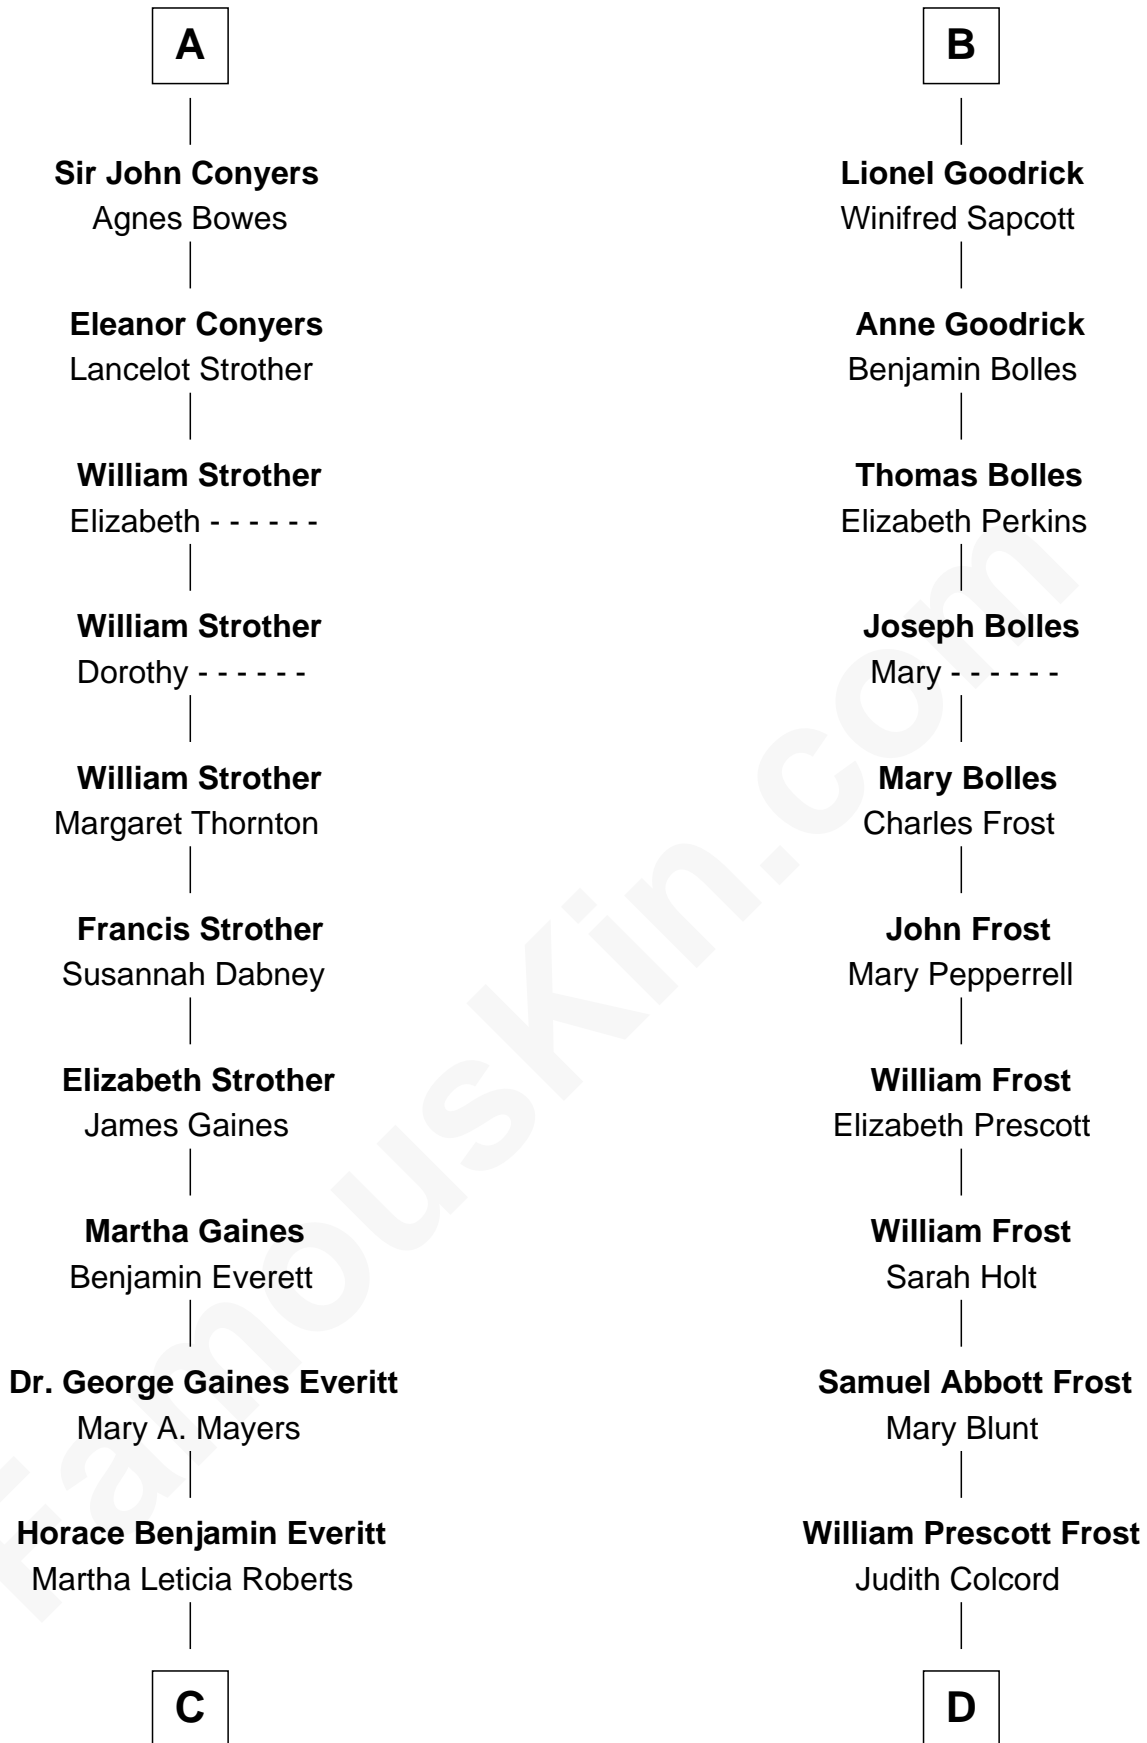 A
Sir John Conyers
Agnes Bowes
Eleanor Conyers
Lancelot Strother
William Strother
Elizabeth - - - - - -
William Strother
Dorothy - - - - - -
William Strother
Margaret Thornton
Francis Strother
Susannah Dabney
Elizabeth Strother
James Gaines
Martha Gaines
Benjamin Everett
Dr. George Gaines Everitt
Mary A. Mayers
Horace Benjamin Everitt
Martha Leticia Roberts
C
B
Lionel Goodrick
Winifred Sapcott
Anne Goodrick
Benjamin Bolles
Thomas Bolles
Elizabeth Perkins
Joseph Bolles
Mary - - - - - -
Mary Bolles
Charles Frost
John Frost
Mary Pepperrell
William Frost
Elizabeth Prescott
William Frost
Sarah Holt
Samuel Abbott Frost
Mary Blunt
William Prescott Frost
Judith Colcord
D
FamousKin.com